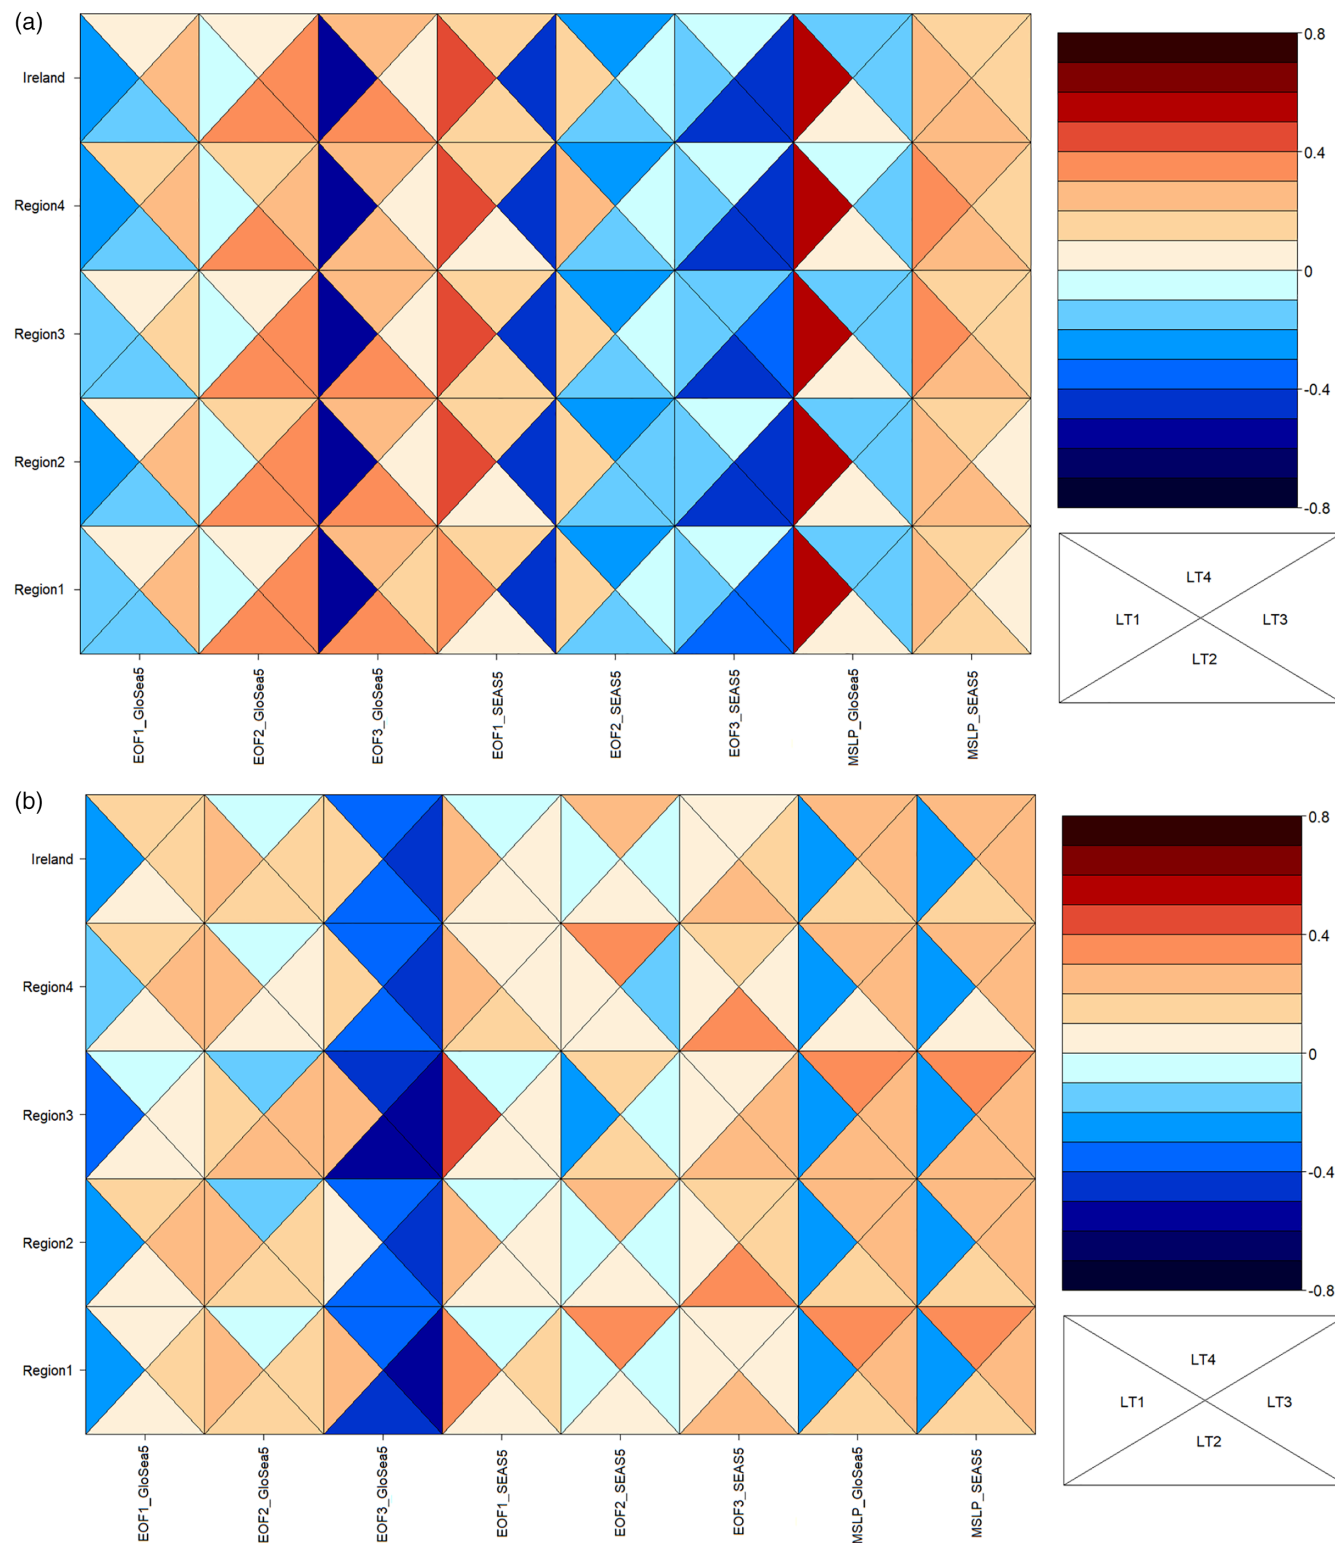 (a)
Ireland
Region4
Region3
Region2
Region1
EOF1_GloSea5
EOF2_GloSea5
EOF3_GloSea5
EOF1_SEAS5
EOF2_SEAS5
EOF3_SEAS5
MSLP_GloSea5
MSLP_SEAS5
0.8
0.4
0
-0.4
-0.8
LT4
LT1
LT3
LT2
(b)
Ireland
Region4
Region3
Region2
Region1
EOF1_GloSea5
EOF2_GloSea5
EOF3_GloSea5
EOF1_SEAS5
EOF2_SEAS5
EOF3_SEAS5
MSLP_GloSea5
MSLP_SEAS5
0.8
0.4
0
-0.4
-0.8
LT4
LT1
LT3
LT2